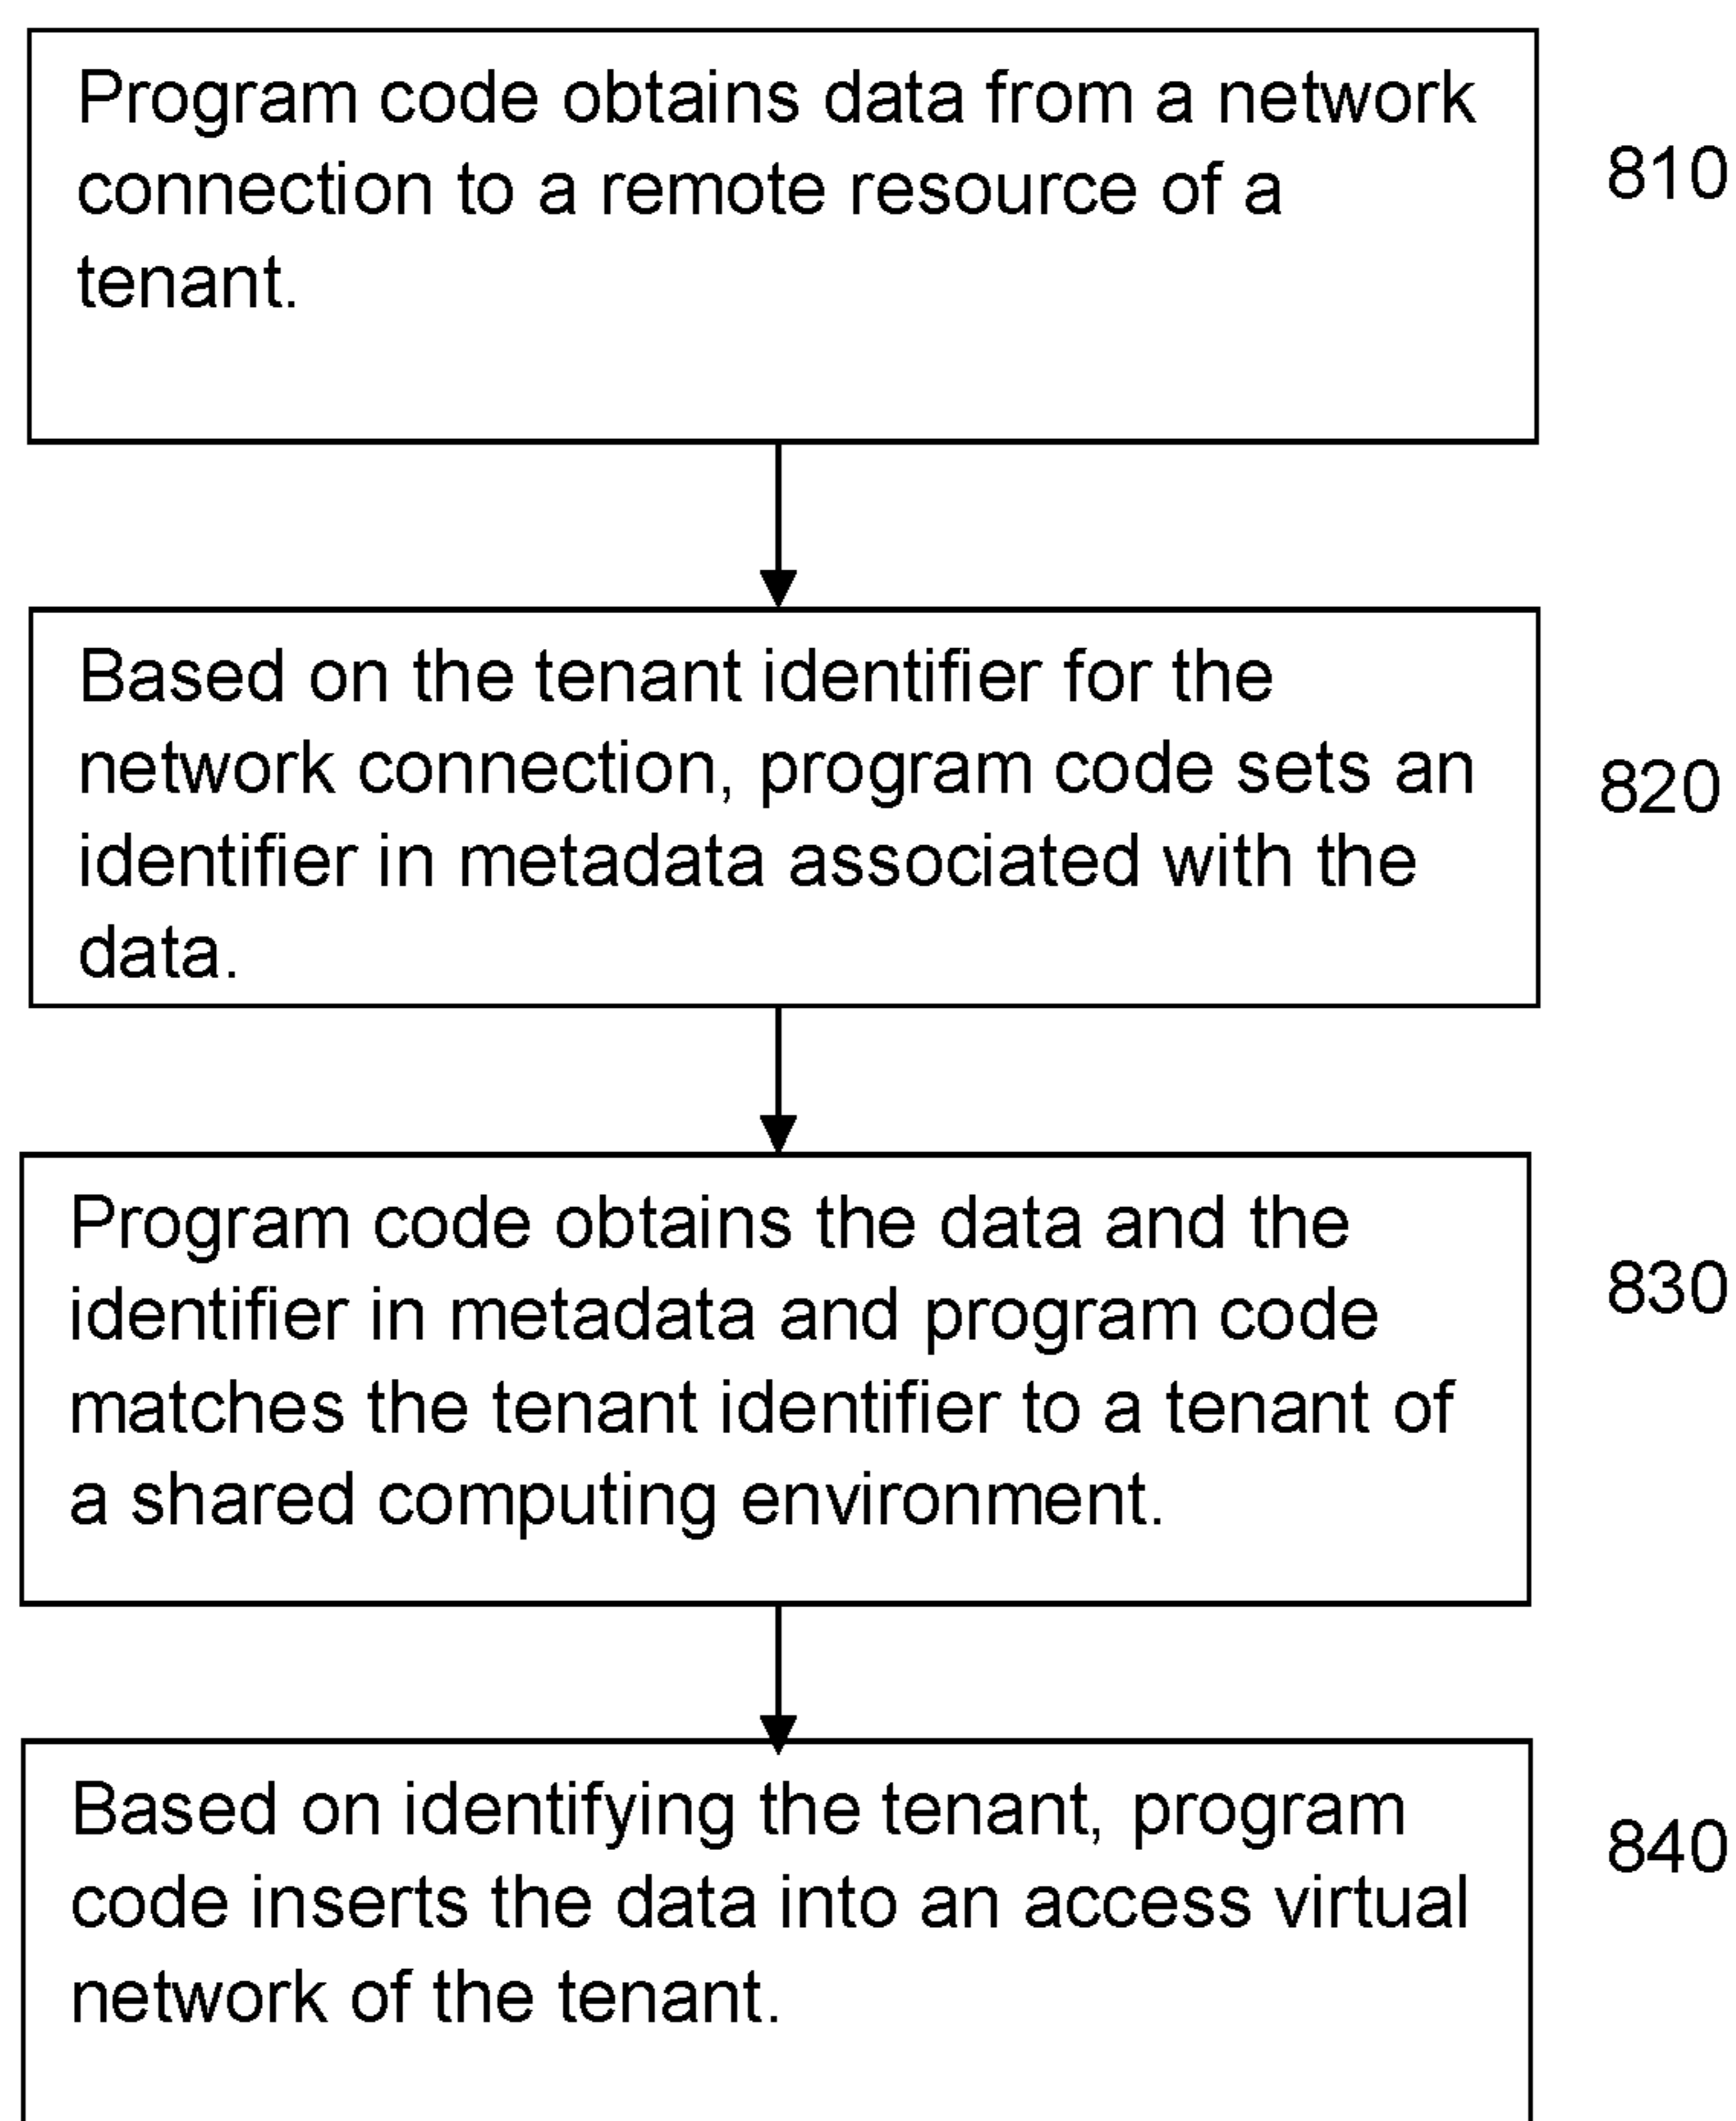 Program code obtains data from a network
connection to a remote resource of a
tenant.
810
Based on the tenant identifier for the
network connection, program code sets an
identifier in metadata associated with the
data.
820
Program code obtains the data and the
identifier in metadata and program code
matches the tenant identifier to a tenant of
a shared computing environment.
830
Based on identifying the tenant, program
code inserts the data into an access virtual
network of the tenant.
840